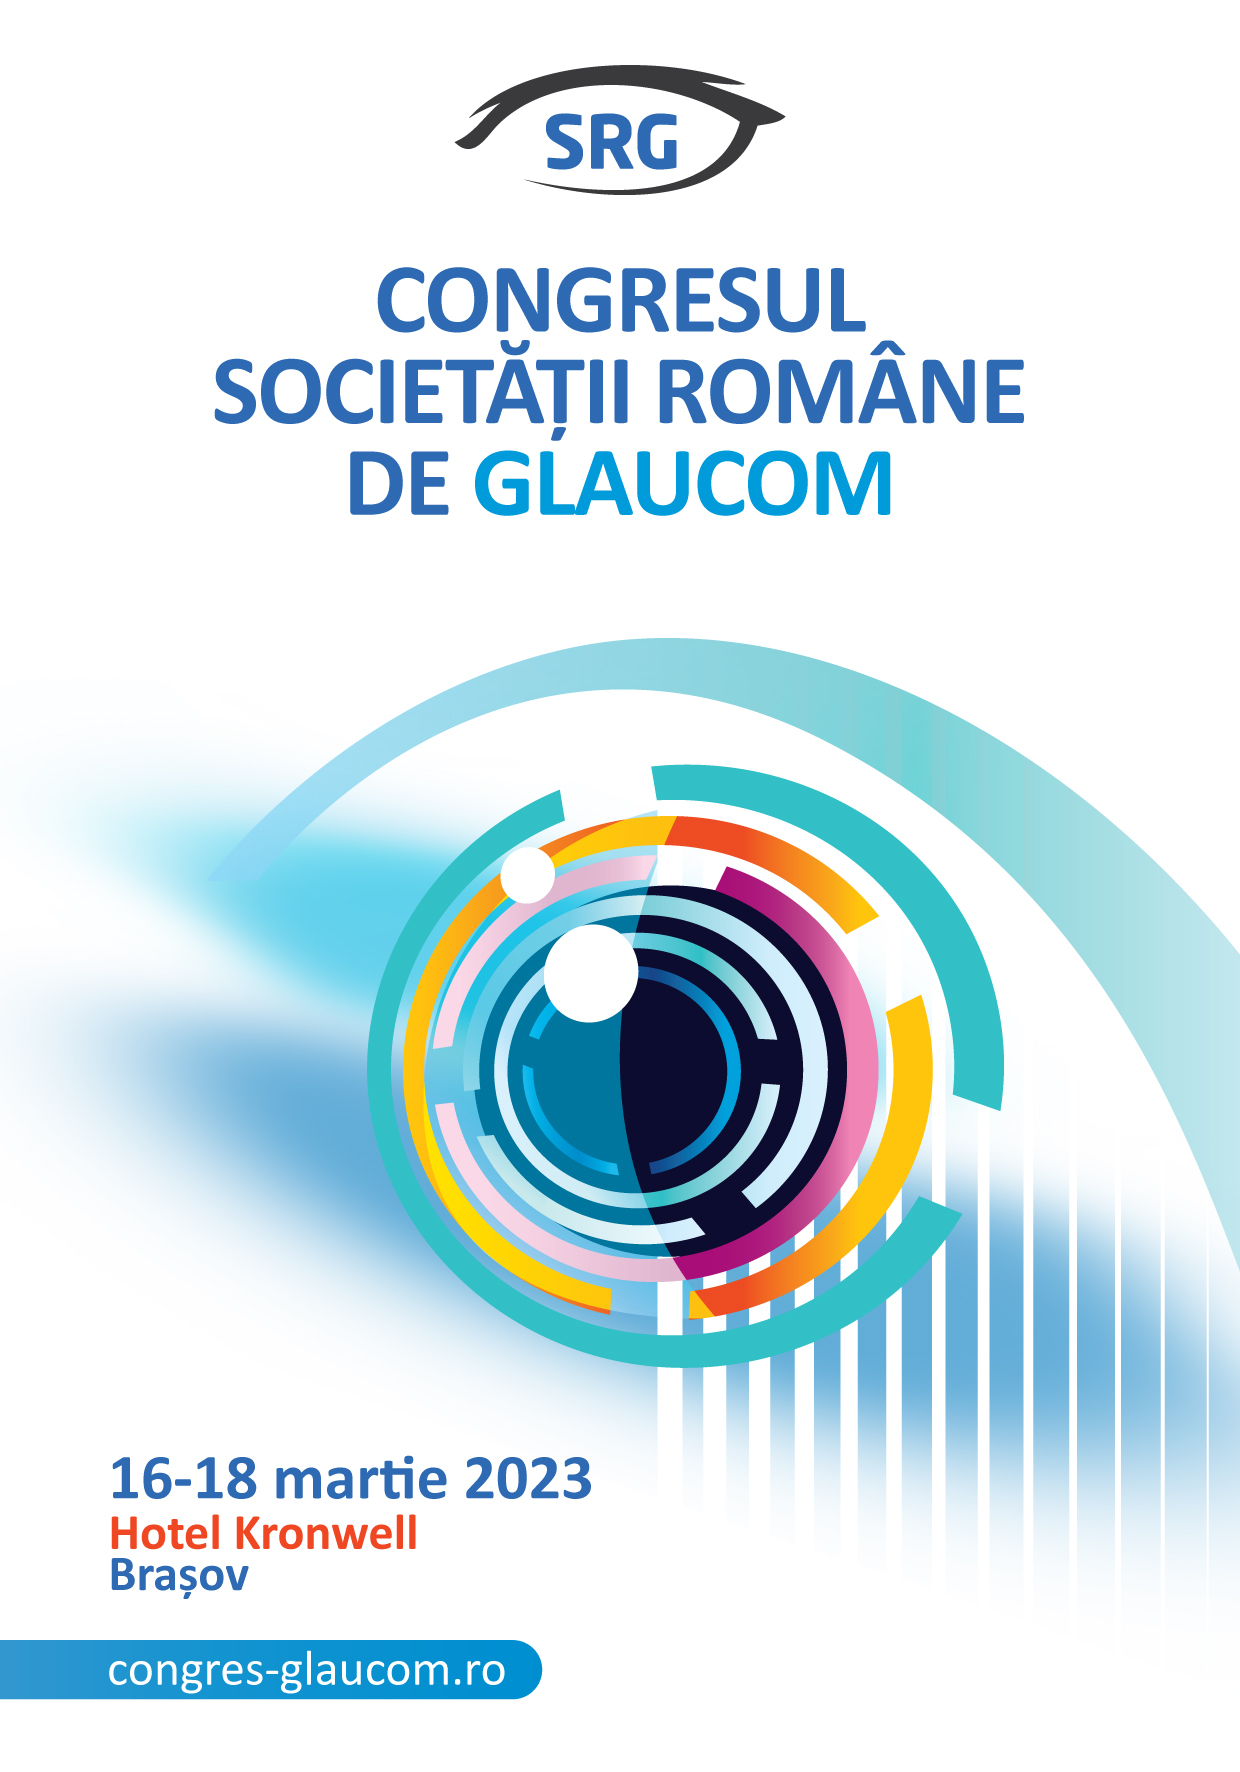 SRG
CONGRESUL
SOCIETĂȚII ROMÂNE
DE GLAUCOM
16-18 martie 2023
Hotel Kronwell
Brașov
congres-glaucom.ro